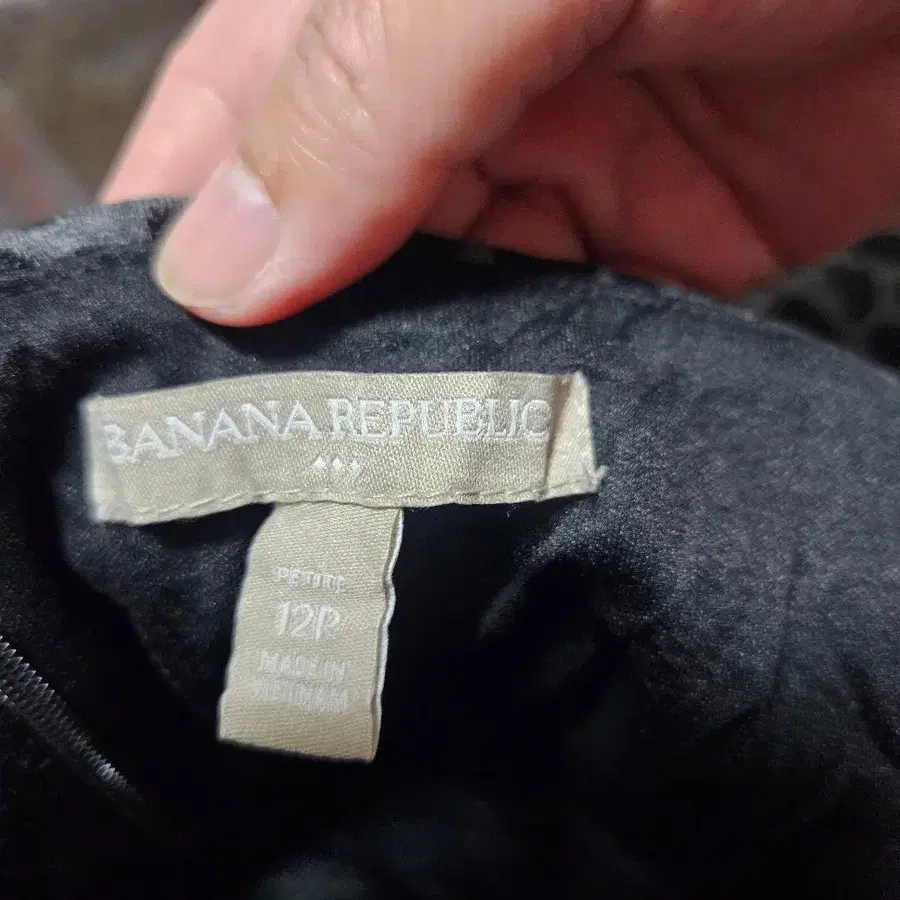 BANANA REPUBLIC
PETITE
12P
MADE IN
VIETNAM